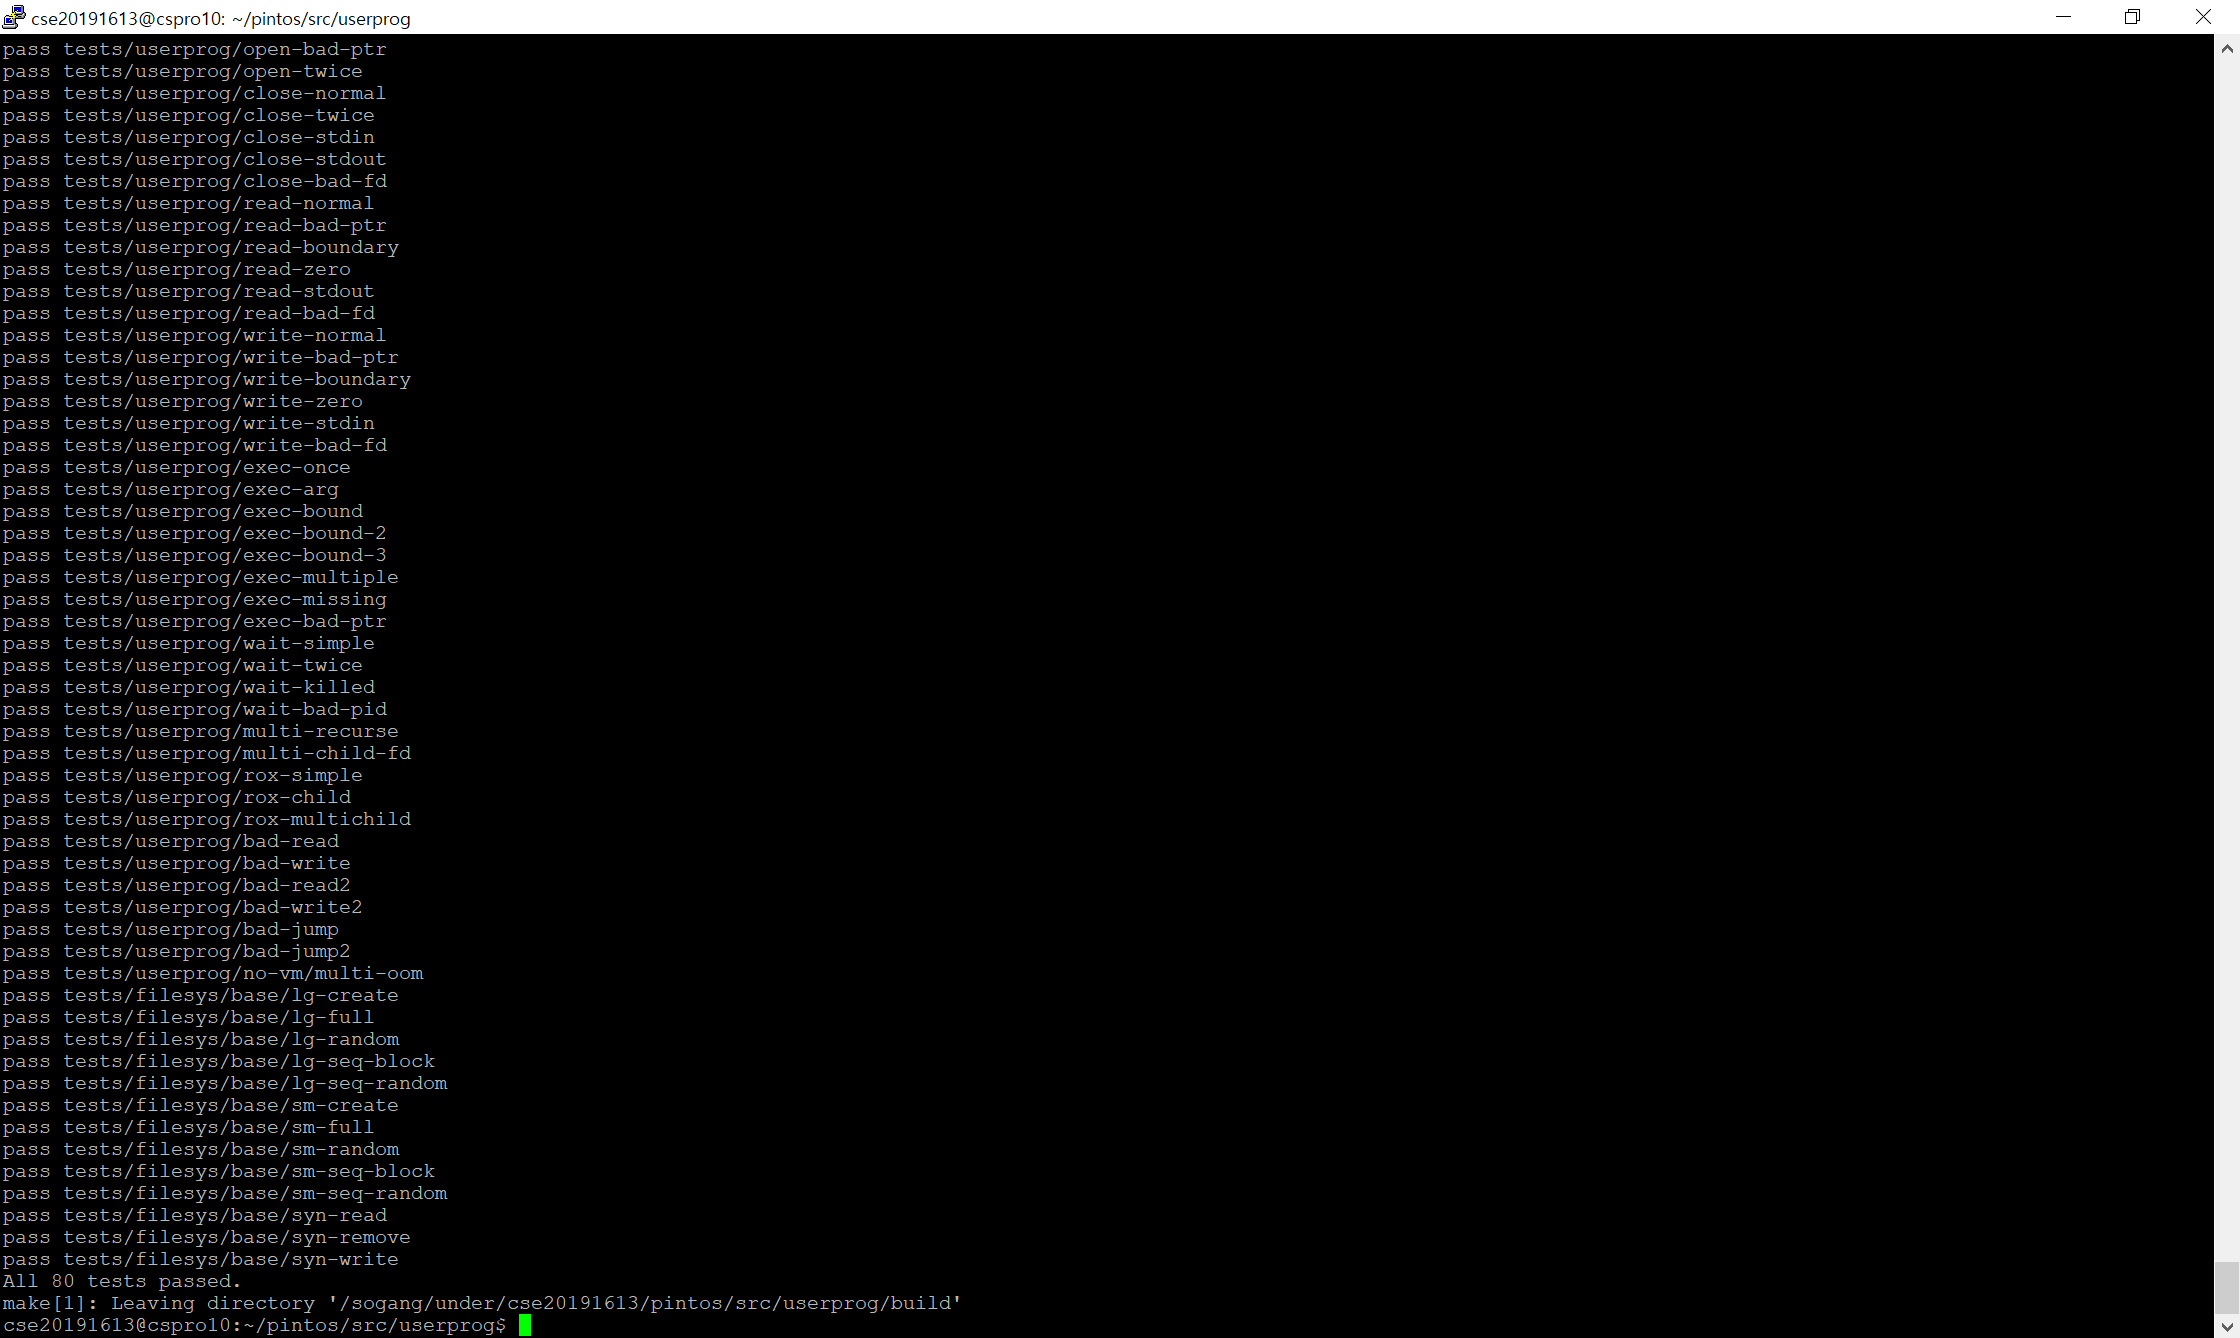 cse20191613@cspro10: ~/pintos/src/userprog
pass tests/userprog/open-bad-ptr
pass tests/userprog/open-twice
pass tests/userprog/close-normal
pass tests/userprog/close-twice
pass tests/userprog/close-stdin
pass tests/userprog/close-stdout
pass tests/userprog/close-bad-fd
pass tests/userprog/read-normal
pass tests/userprog/read-bad-ptr
pass tests/userprog/read-boundary
pass tests/userprog/read-zero
pass tests/userprog/read-stdout
pass tests/userprog/read-bad-fd
pass tests/userprog/write-normal
pass tests/userprog/write-bad-ptr
pass tests/userprog/write-boundary
pass tests/userprog/write-zero
pass tests/userprog/write-stdin
pass tests/userprog/write-bad-fd
pass tests/userprog/exec-once
pass tests/userprog/exec-arg
pass tests/userprog/exec-bound
pass tests/userprog/exec-bound-2
pass tests/userprog/exec-bound-3
pass tests/userprog/exec-multiple
pass tests/userprog/exec-missing
pass tests/userprog/exec-bad-ptr
pass tests/userprog/wait-simple
pass tests/userprog/wait-twice
pass tests/userprog/wait-killed
pass tests/userprog/wait-bad-pid
pass tests/userprog/multi-recurse
pass tests/userprog/multi-child-fd
pass tests/userprog/rox-simple
pass tests/userprog/rox-child
pass tests/userprog/rox-multichild
pass tests/userprog/bad-read
pass tests/userprog/bad-write
pass tests/userprog/bad-read2
pass tests/userprog/bad-write2
pass tests/userprog/bad-jump
pass tests/userprog/bad-jump2
pass tests/userprog/no-vm/multi-oom
pass tests/filesys/base/lg-create
pass tests/filesys/base/lg-full
pass tests/filesys/base/lg-random
pass tests/filesys/base/lg-seq-block
pass tests/filesys/base/lg-seq-random
pass tests/filesys/base/sm-create
pass tests/filesys/base/sm-full
pass tests/filesys/base/sm-random
pass tests/filesys/base/sm-seq-block
pass tests/filesys/base/sm-seq-random
pass tests/filesys/base/syn-read
pass tests/filesys/base/syn-remove
pass tests/filesys/base/syn-write
All 80 tests passed.
make[1]: Leaving directory '/sogang/under/cse20191613/pintos/src/userprog/build'
cse20191613@cspro10:~/pintos/src/userprog$